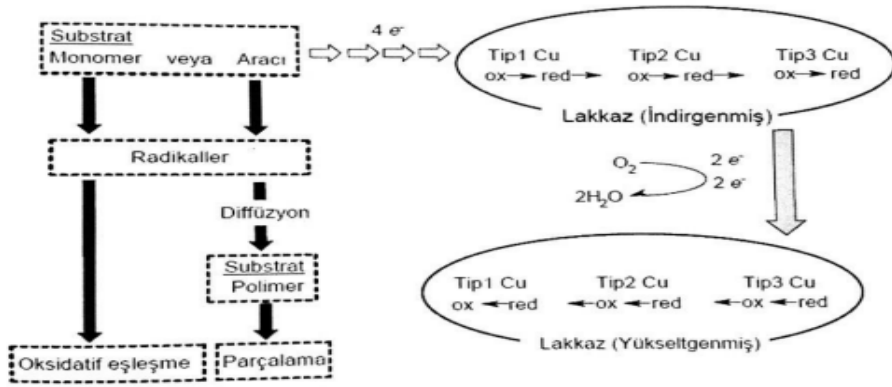 Substrat
Monomer veya Aracı
4 e⁻
Tip1 Cu Tip2 Cu Tip3 Cu
ox red ox red ox red
Lakkaz (İndirgenmiş)
Radikaller
O₂ 2 e⁻
2 e⁻
2H₂O
Diffüzyon
Substrat
Polimer
Tip1 Cu Tip2 Cu Tip3 Cu
ox red ox red ox red
Lakkaz (Yükseltgenmiş)
Oksidatif eşleşme
Parçalama